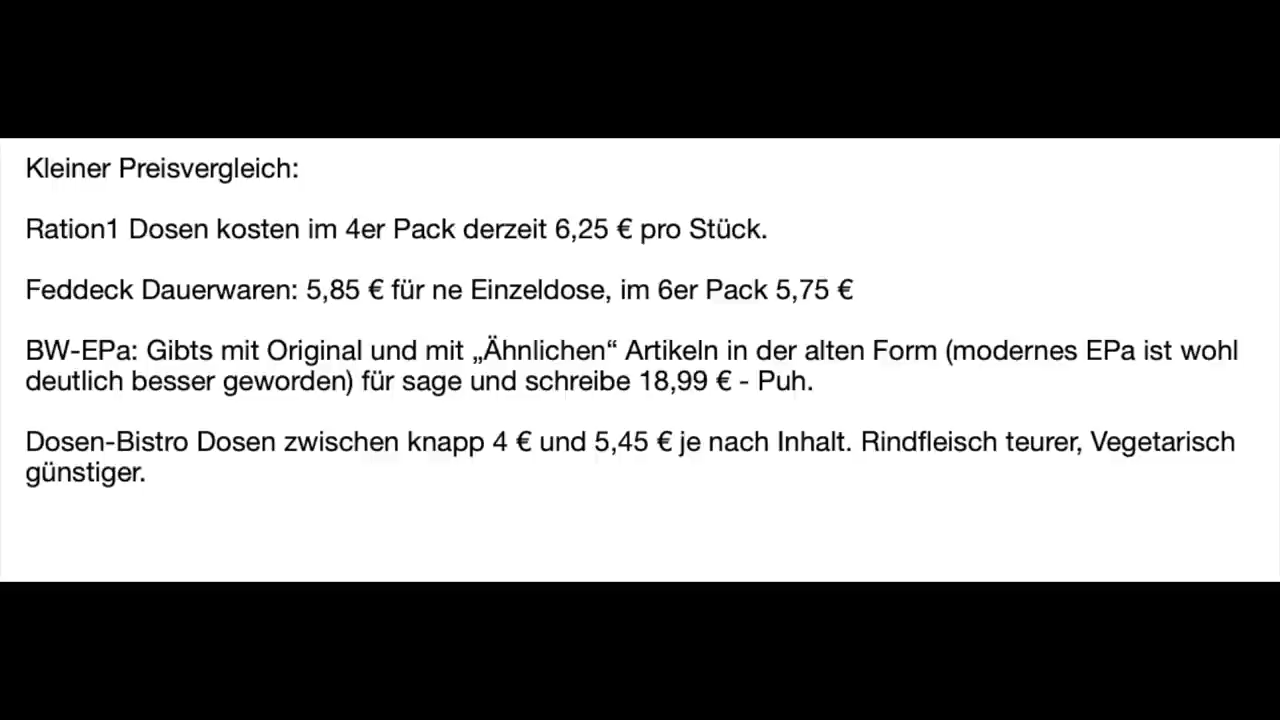 Kleiner Preisvergleich:
Ration1 Dosen kosten im 4er Pack derzeit 6,25 € pro Stück.
Feddeck Dauerwaren: 5,85 € für ne Einzeldose, im 6er Pack 5,75 €
BW-EPa: Gibts mit Original und mit „Ähnlichen“ Artikeln in der alten Form (modernes EPa ist wohl
deutlich besser geworden) für sage und schreibe 18,99 € - Puh.
Dosen-Bistro Dosen zwischen knapp 4 € und 5,45 € je nach Inhalt. Rindfleisch teurer, Vegetarisch
günstiger.